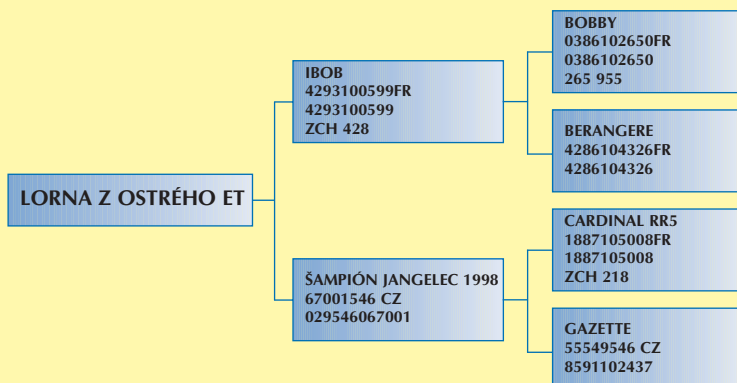 LORNA Z OSTRÉHO ET
IBOB
4293100599FR
4293100599
ZCH 428
ŠAMPIÓN JANGELEC 1998
67001546 CZ
029546067001
BOBBY
0386102650FR
0386102650
265 955
BERANGERE
4286104326FR
4286104326
CARDINAL RR5
1887105008FR
1887105008
ZCH 218
GAZETTE
55549546 CZ
8591102437